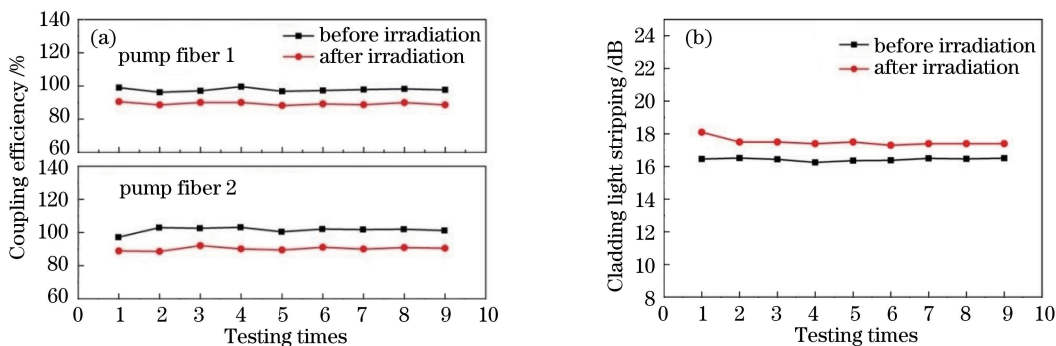 (a)
before irradiation
after irradiation
pump fiber 1
140
120
100
80
60
pump fiber 2
140
120
100
80
60
0 1 2 3 4 5 6 7 8 9 10
Coupling efficiency /%
Testing times
(b)
before irradiation
after irradiation
24
22
20
18
16
14
12
10
8
0 1 2 3 4 5 6 7 8 9 10
Cladding light stripping /dB
Testing times